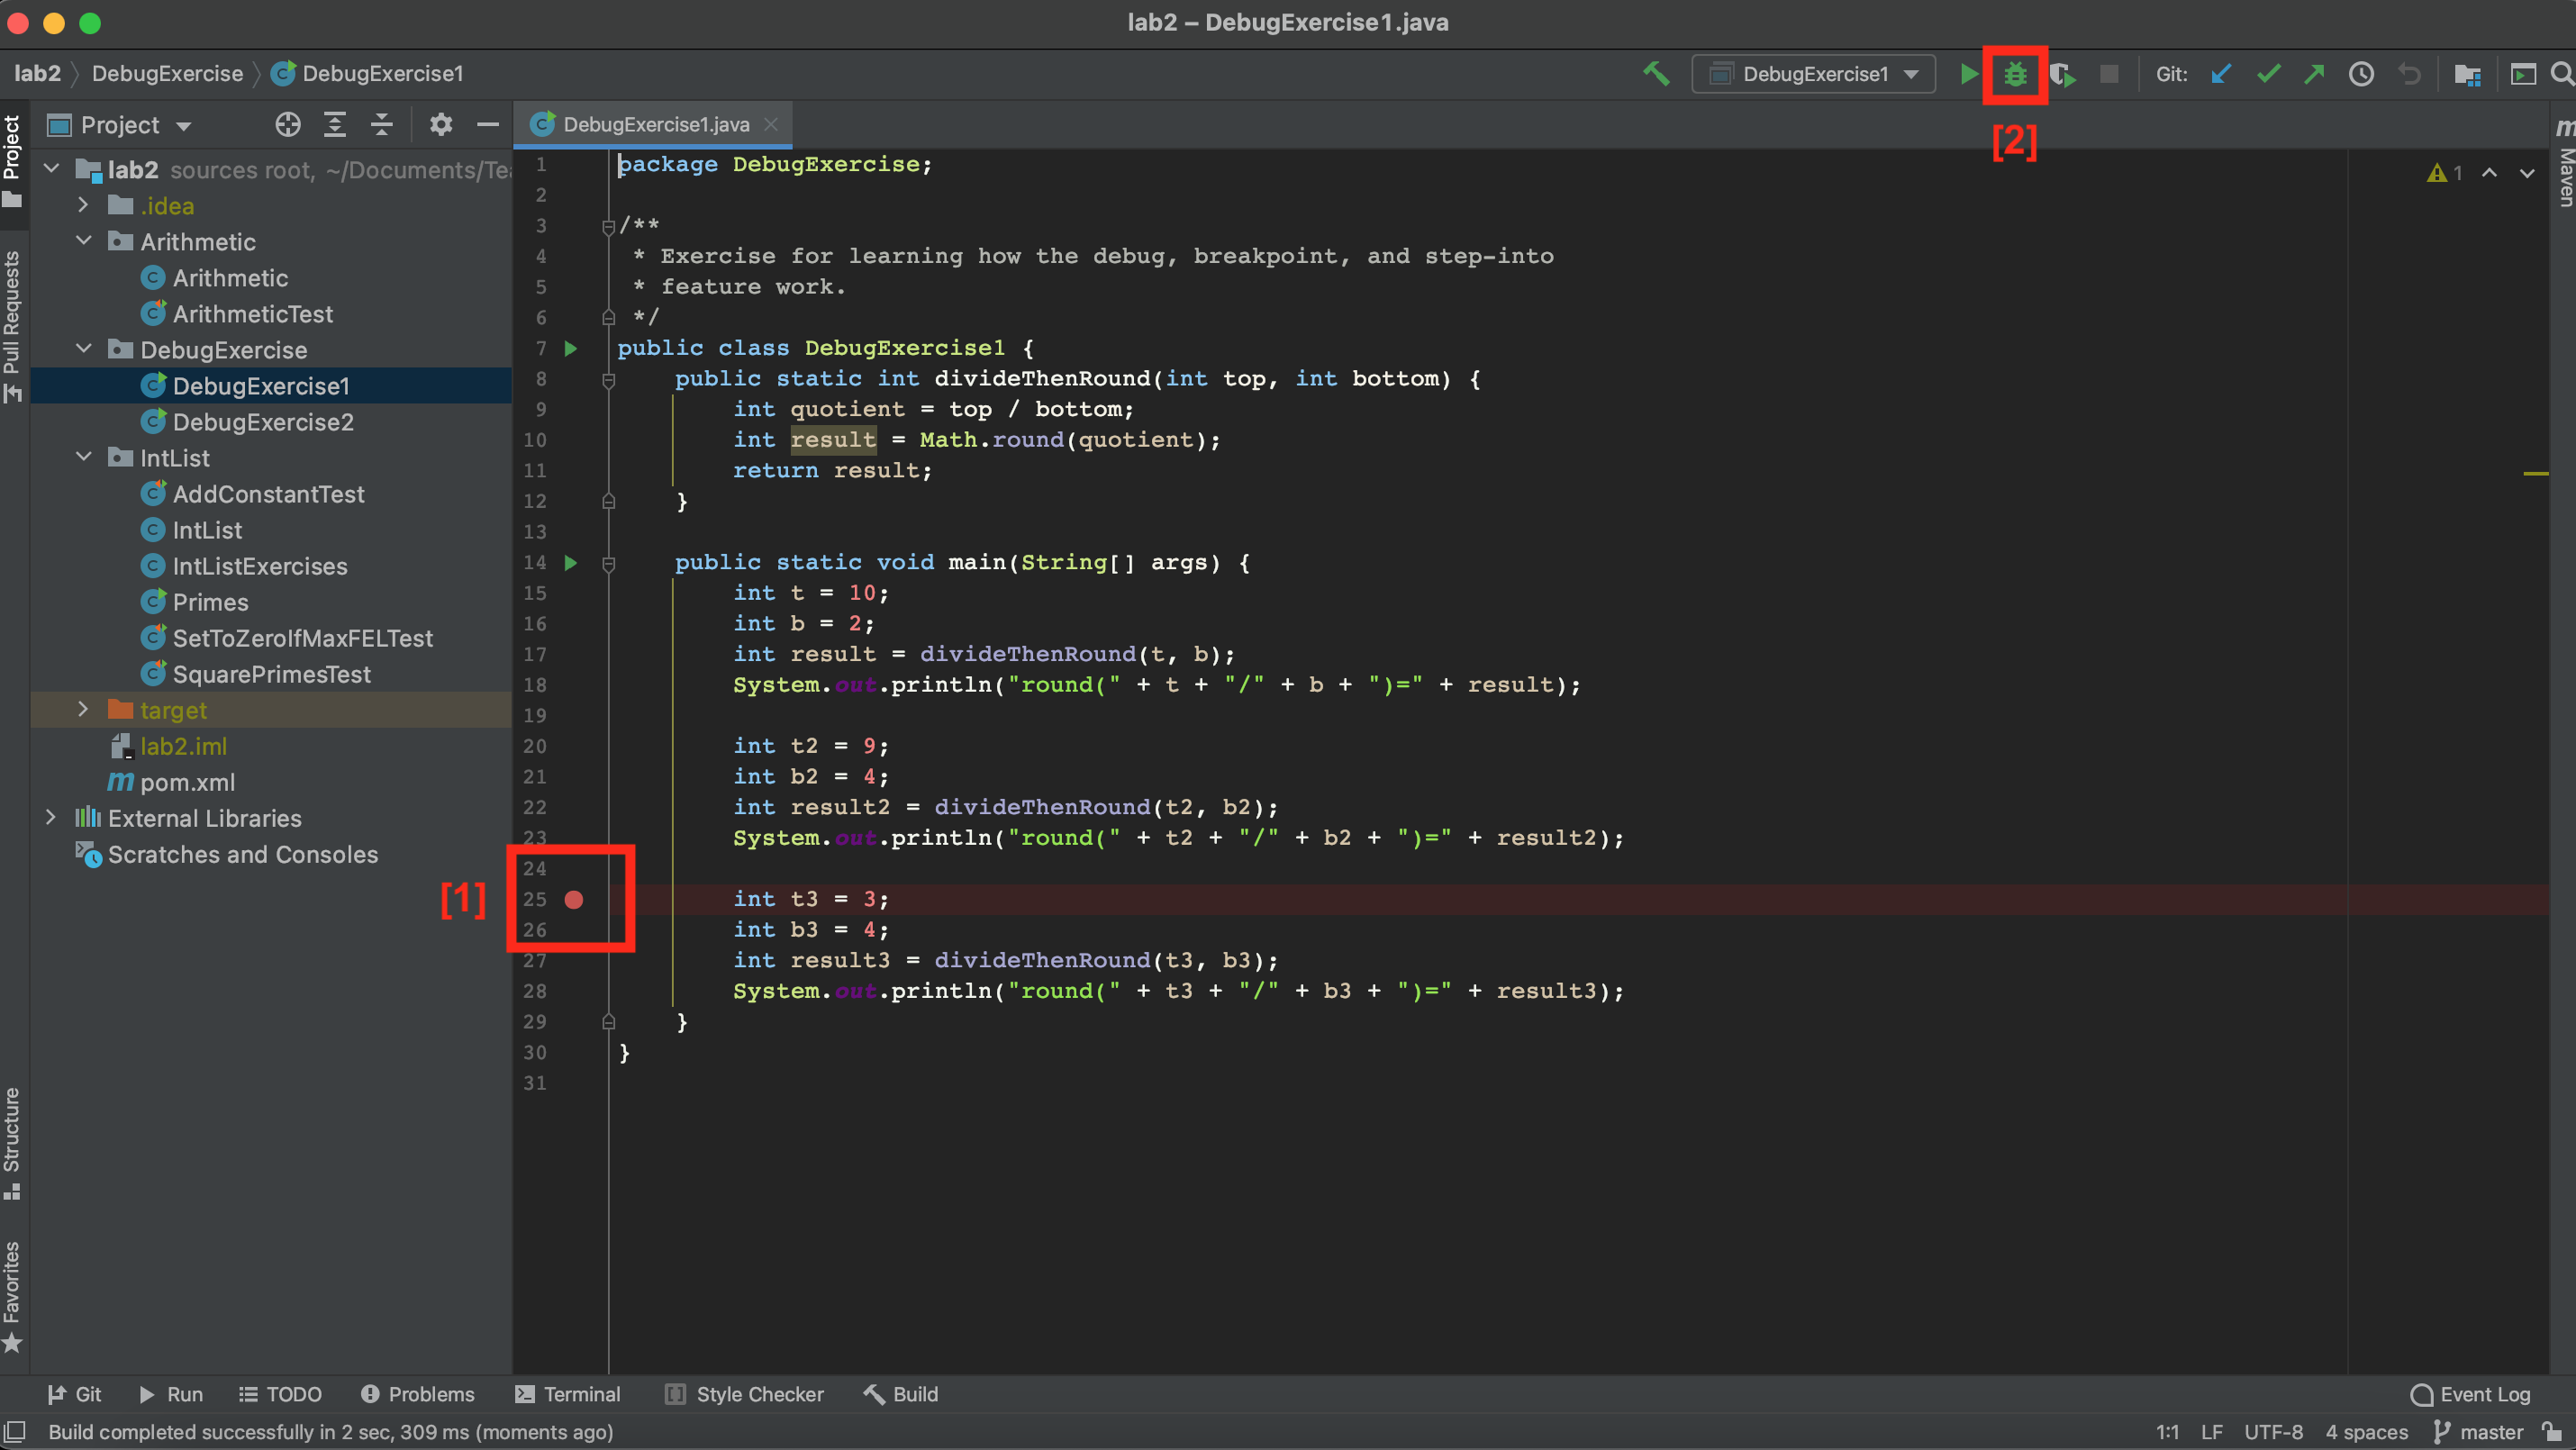 lab2 – DebugExercise1.java
lab2 DebugExercise DebugExercise1
DebugExercise1
Git:
[2]
Project
Project
Pull Requests
Structure
Favorites
Maven
DebugExercise1.java
1
lab2 sources root, ~/Documents/Tea
.idea
Arithmetic
Arithmetic
ArithmeticTest
DebugExercise
DebugExercise1
DebugExercise2
IntList
AddConstantTest
IntList
IntListExercises
Primes
SetToZeroIfMaxFELTest
SquarePrimesTest
target
lab2.iml
pom.xml
External Libraries
Scratches and Consoles
[1]
1 package DebugExercise;
2
3 /**
4 * Exercise for learning how the debug, breakpoint, and step-into
5 * feature work.
6 */
7 public class DebugExercise1 {
8 public static int divideThenRound(int top, int bottom) {
9 int quotient = top / bottom;
10 int result = Math.round(quotient);
11 return result;
12 }
13
14 public static void main(String[] args) {
15 int t = 10;
16 int b = 2;
17 int result = divideThenRound(t, b);
18 System.out.println("round(" + t + "/" + b + ")=" + result);
19
20 int t2 = 9;
21 int b2 = 4;
22 int result2 = divideThenRound(t2, b2);
23 System.out.println("round(" + t2 + "/" + b2 + ")=" + result2);
24
25 int t3 = 3;
26 int b3 = 4;
27 int result3 = divideThenRound(t3, b3);
28 System.out.println("round(" + t3 + "/" + b3 + ")=" + result3);
29 }
30 }
31
Git Run TODO Problems Terminal Style Checker Build Event Log
Build completed successfully in 2 sec, 309 ms (moments ago) 1:1 LF UTF-8 4 spaces master